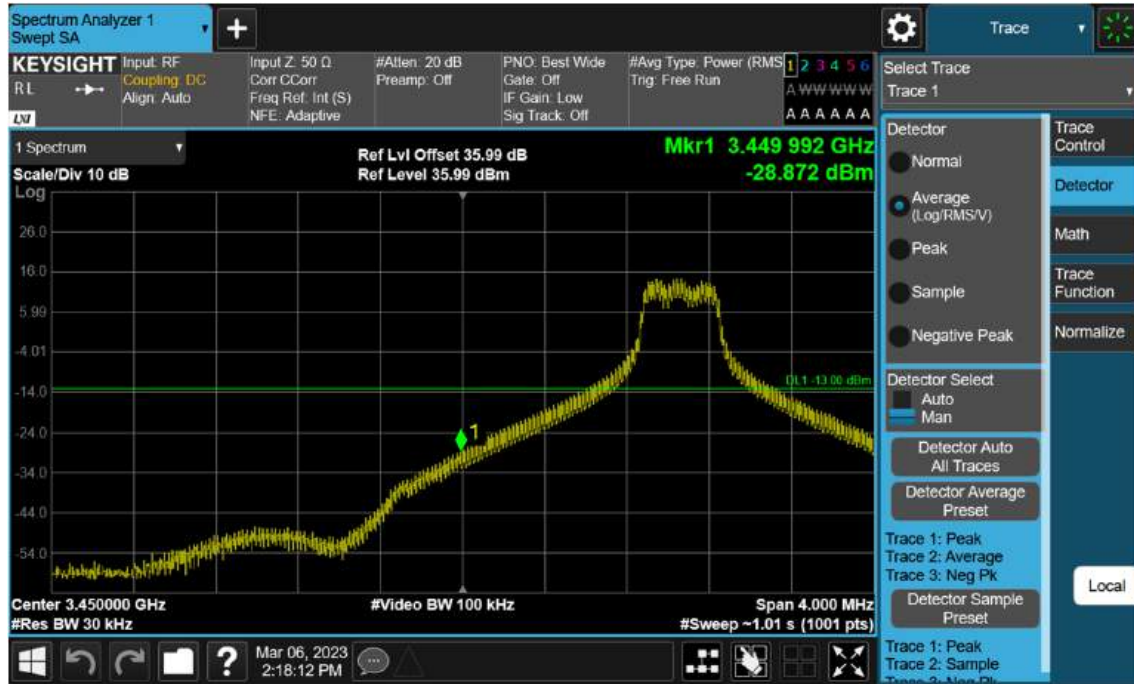 Spectrum Analyzer 1
Swept SA
Trace
KEYSIGHT
RL
LXI
Input: RF
Coupling: DC
Align: Auto
Input Z: 50 Ω
Corr CCorr
Freq Ref: Int (S)
NFE: Adaptive
#Atten: 20 dB
Preamp: Off
PNO: Best Wide
Gate: Off
IF Gain: Low
Sig Track: Off
#Avg Type: Power (RMS
Trig: Free Run
1 2 3 4 5 6
A W W W W W
A A A A A A
Select Trace
Trace 1
1 Spectrum
Scale/Div 10 dB
Log
Ref Lvl Offset 35.99 dB
Ref Level 35.99 dBm
Mkr1 3.449 992 GHz
-28.872 dBm
26.0
16.0
5.99
-4.01
-14.0
-24.0
-34.0
-44.0
-54.0
DL1 -13.00 dBm
1
Center 3.450000 GHz
#Res BW 30 kHz
#Video BW 100 kHz
Span 4.000 MHz
#Sweep ~1.01 s (1001 pts)
Detector
Normal
Average
(Log/RMS/V)
Peak
Sample
Negative Peak
Detector Select
Auto
Man
Detector Auto
All Traces
Detector Average
Preset
Trace 1: Peak
Trace 2: Average
Trace 3: Neg Pk
Detector Sample
Preset
Trace 1: Peak
Trace 2: Sample
Trace 3: Neg Pk
Trace
Control
Detector
Math
Trace
Function
Normalize
Local
?
Mar 06, 2023
2:18:12 PM